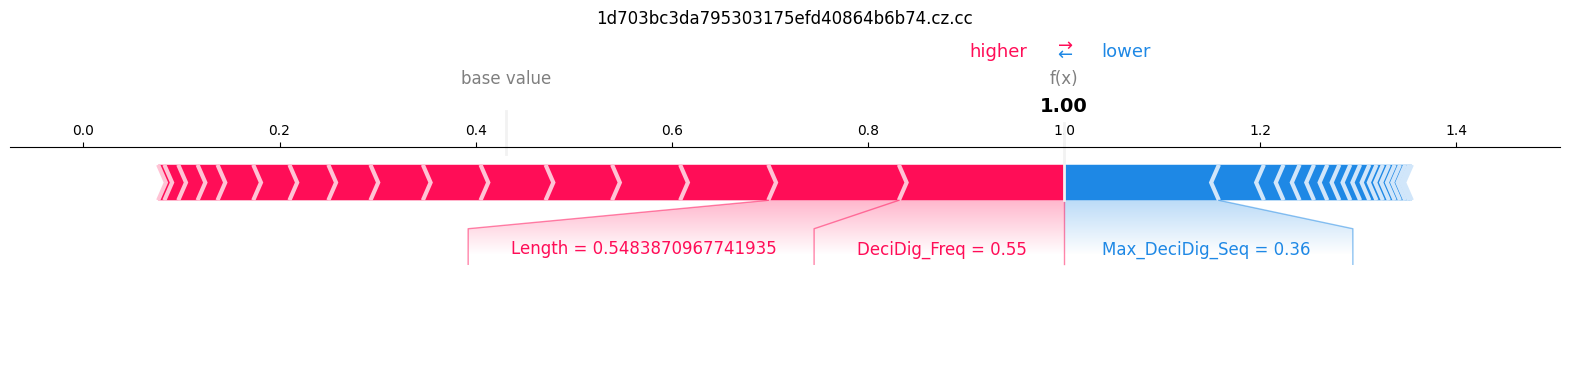 1d703bc3da795303175efd40864b6b74.cz.cc
higher ⇄ lower
base value f(x)
1.00
0.0 0.2 0.4 0.6 0.8 1.0 1.2 1.4
Length = 0.5483870967741935 DeciDig_Freq = 0.55 Max_DeciDig_Seq = 0.36